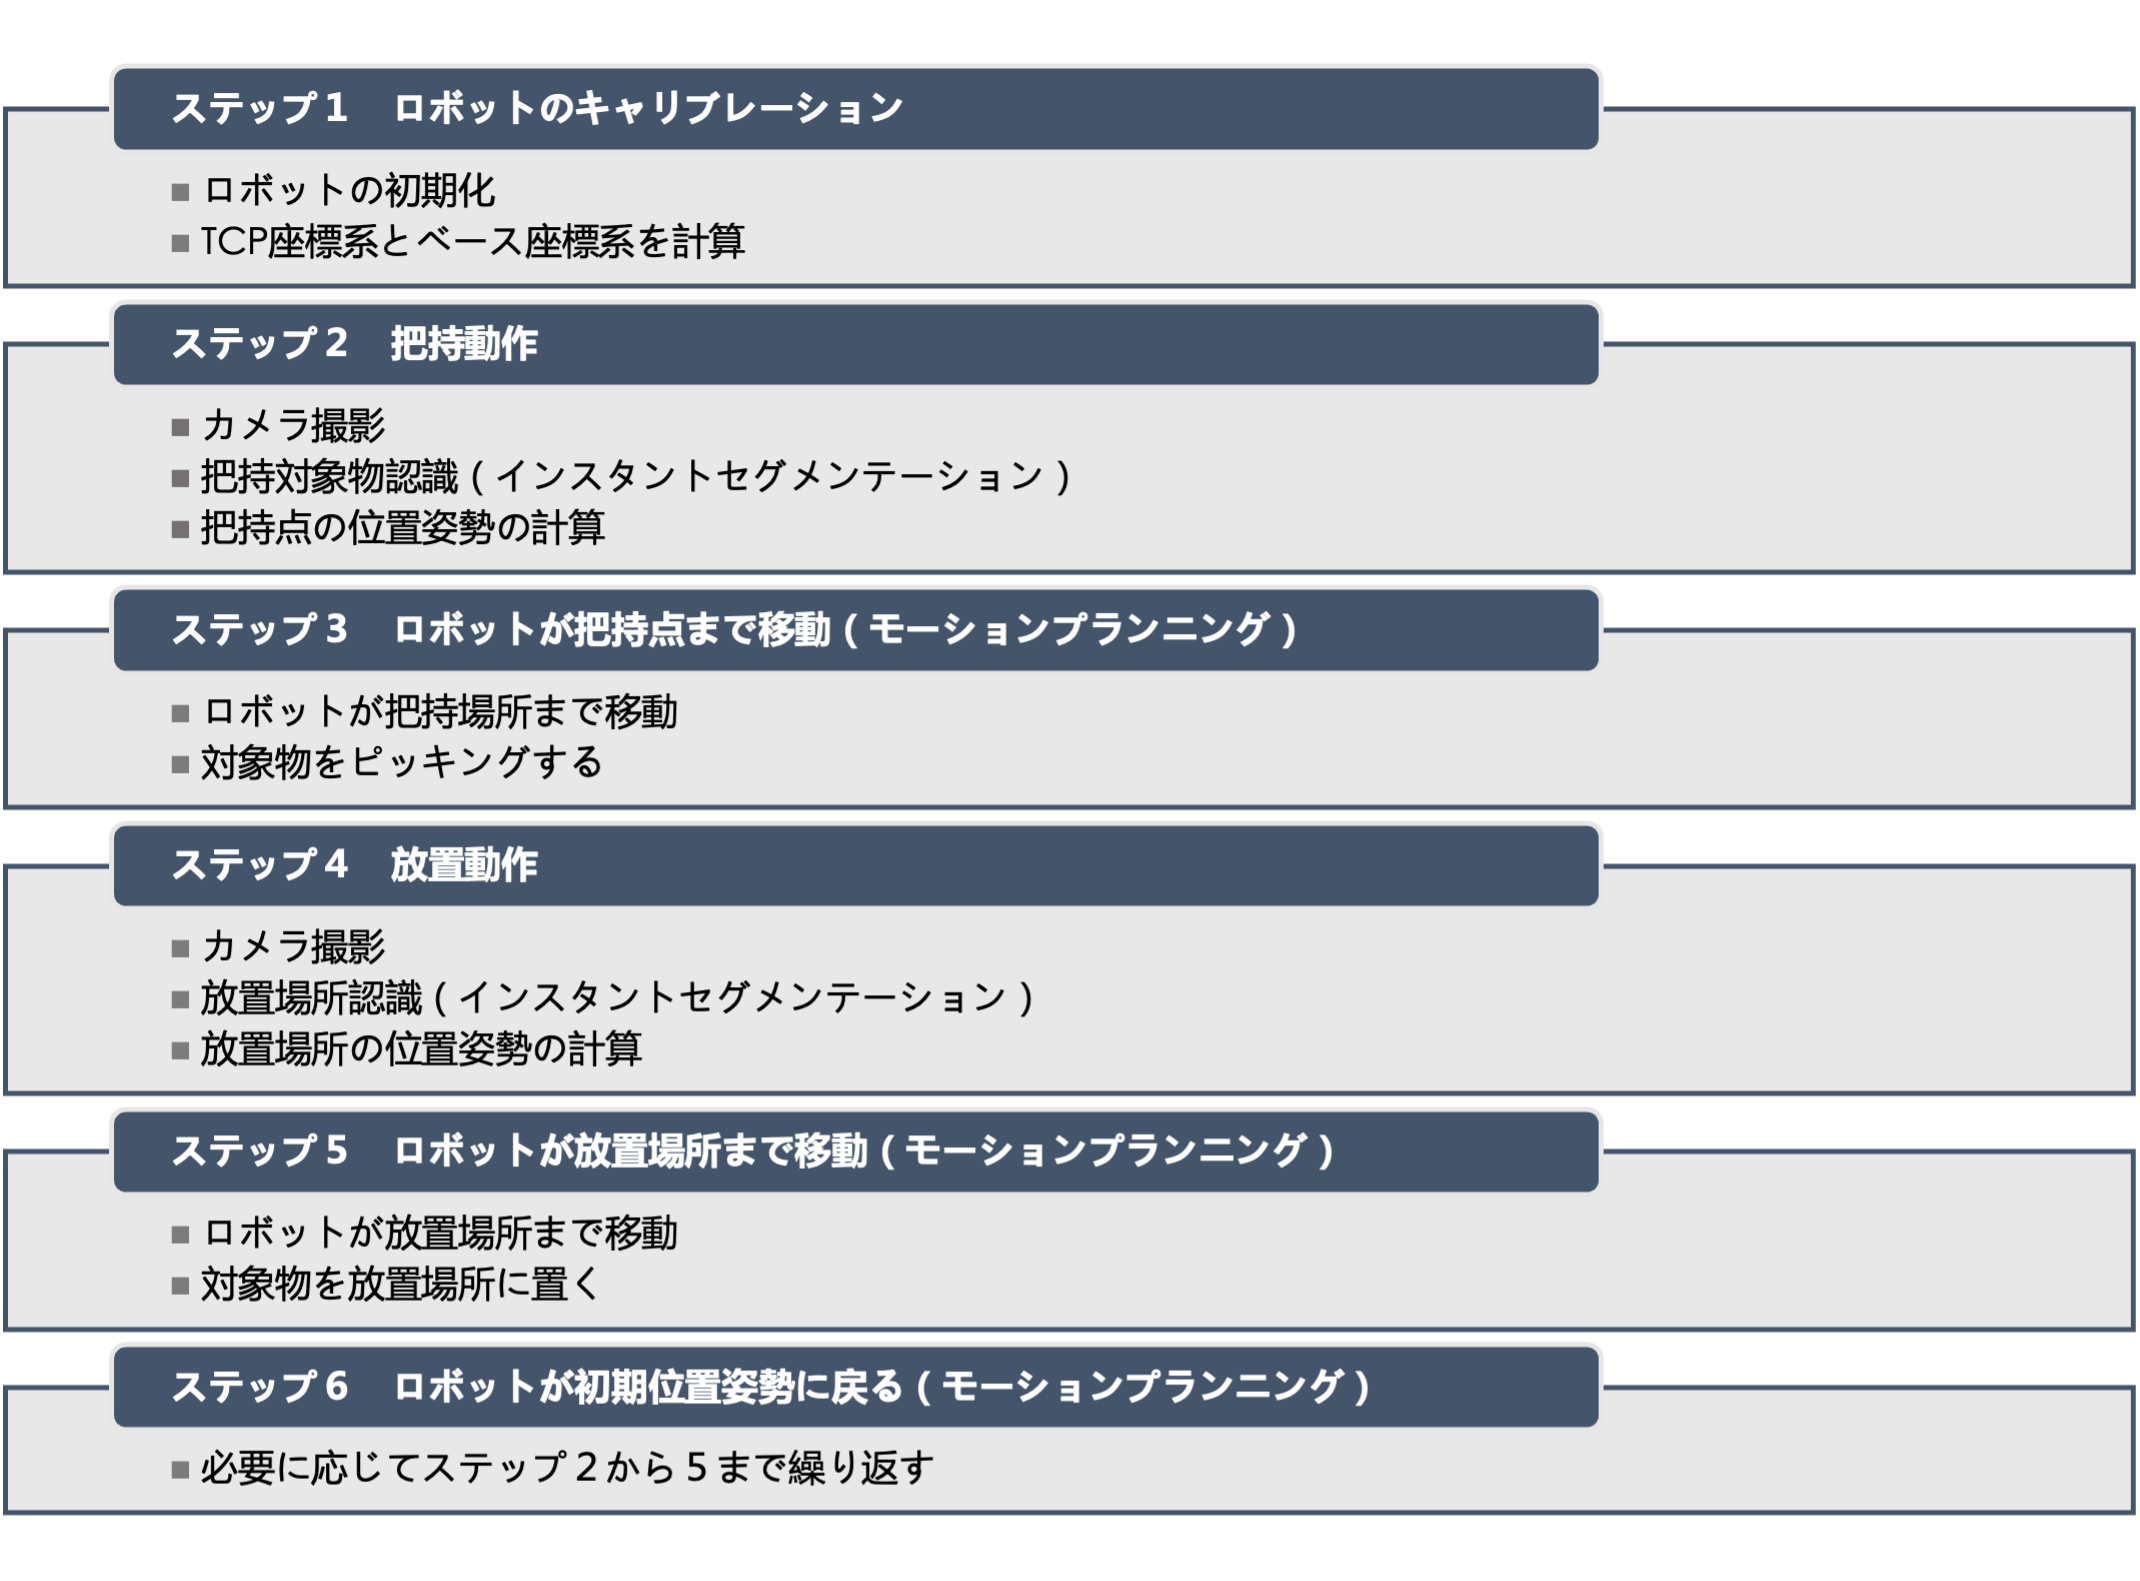 ステップ1　ロボットのキャリブレーション
■ ロボットの初期化
■ TCP座標系とベース座標系を計算
ステップ2　把持動作
■ カメラ撮影
■ 把持対象物認識(インスタントセグメンテーション)
■ 把持点の位置姿勢の計算
ステップ3　ロボットが把持点まで移動(モーションプランニング)
■ ロボットが把持場所まで移動
■ 対象物をピッキングする
ステップ4　放置動作
■ カメラ撮影
■ 放置場所認識(インスタントセグメンテーション)
■ 放置場所の位置姿勢の計算
ステップ5　ロボットが放置場所まで移動(モーションプランニング)
■ ロボットが放置場所まで移動
■ 対象物を放置場所に置く
ステップ6　ロボットが初期位置姿勢に戻る(モーションプランニング)
■ 必要に応じてステップ2から5まで繰り返す